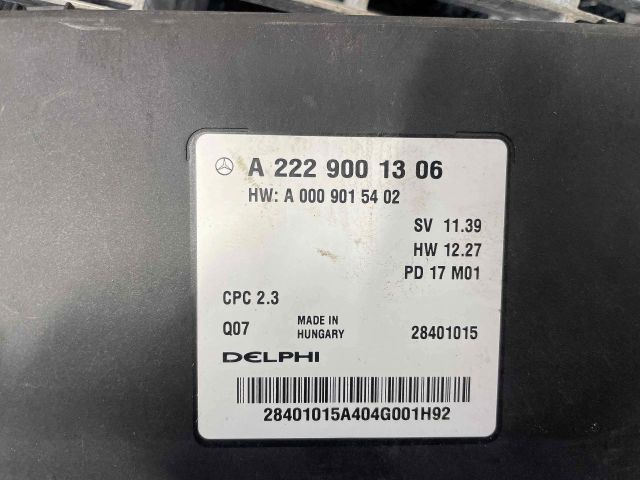 A 222 900 13 06
HW: A 000 901 54 02
SV 11.39
HW 12.27
PD 17 M01
CPC 2.3
Q07
MADE IN
HUNGARY
28401015
DELPHI
28401015A404G001H92